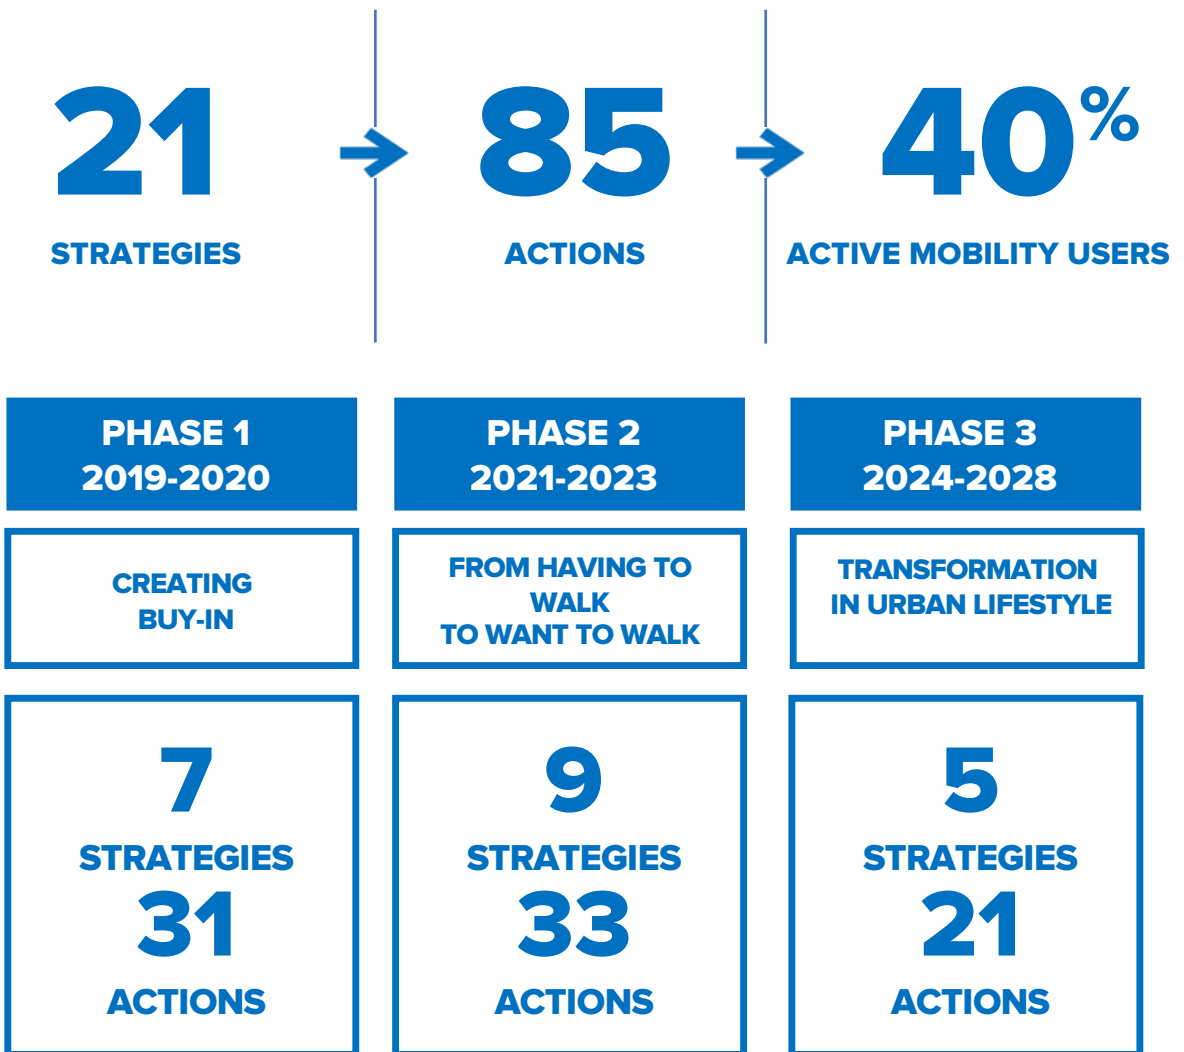 21
STRATEGIES
85
ACTIONS
40%
ACTIVE MOBILITY USERS
PHASE 1
2019-2020
CREATING
BUY-IN
7
STRATEGIES
31
ACTIONS
PHASE 2
2021-2023
FROM HAVING TO
WALK
TO WANT TO WALK
9
STRATEGIES
33
ACTIONS
PHASE 3
2024-2028
TRANSFORMATION
IN URBAN LIFESTYLE
5
STRATEGIES
21
ACTIONS